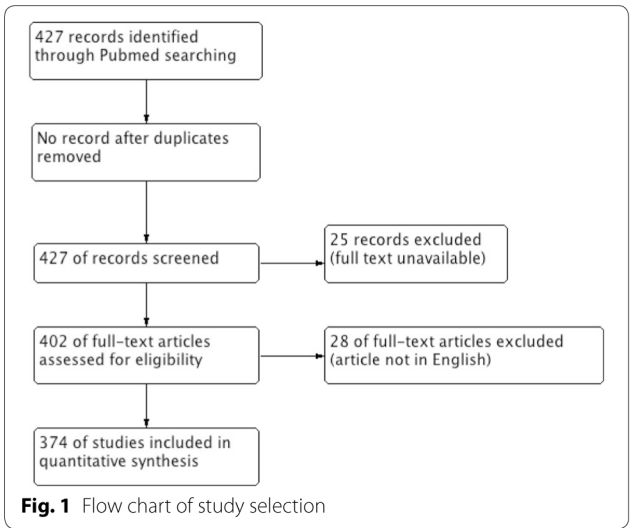 427 records identified
through Pubmed searching
No record after duplicates
removed
427 of records screened
25 records excluded
(full text unavailable)
402 of full-text articles
assessed for eligibility
28 of full-text articles excluded
(article not in English)
374 of studies included in
quantitative synthesis
Fig. 1 Flow chart of study selection